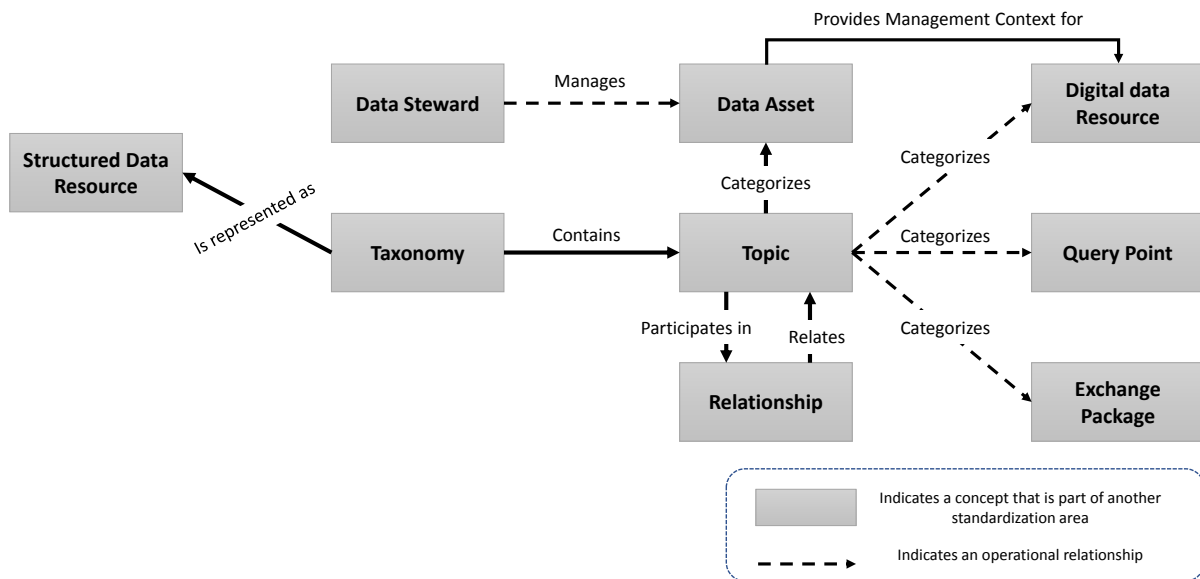 Provides Management Context for
Data Steward
Manages
Data Asset
Digital data
Resource
Structured Data
Resource
Categorizes
Categorizes
Is represented as
Taxonomy
Contains
Topic
Categorizes
Query Point
Participates in
Relates
Categorizes
Relationship
Exchange
Package
Indicates a concept that is part of another
standardization area
Indicates an operational relationship